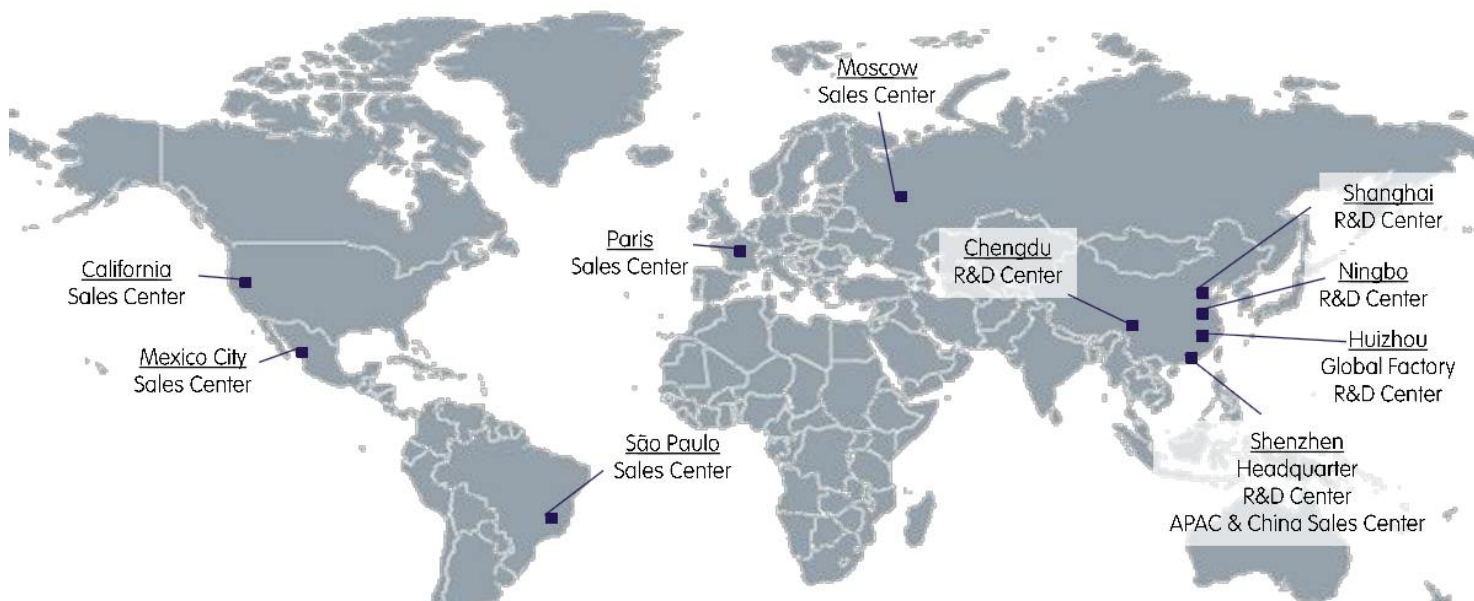 Moscow
Sales Center
Shanghai
R&D Center
Paris
Sales Center
Chengdu
R&D Center
California
Sales Center
Ningbo
R&D Center
Mexico City
Sales Center
Huizhou
Global Factory
R&D Center
São Paulo
Sales Center
Shenzhen
Headquarter
R&D Center
APAC & China Sales Center